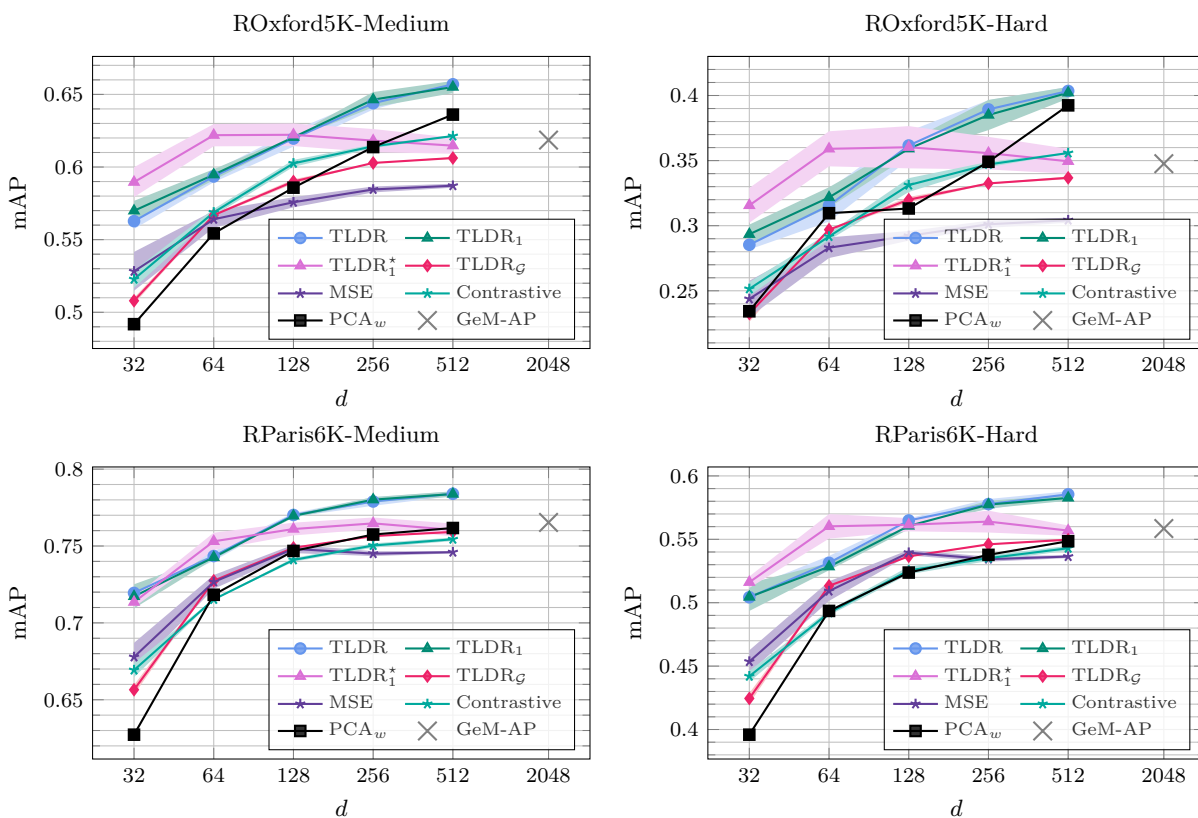 ROxford5K-Medium
0.65
0.6
0.55
0.5
mAP
TLDR
TLDR₁
TLDR₁⋆
TLDR𝒢
MSE
Contrastive
PCA𝑤
GeM-AP
32 64 128 256 512 2048
d
ROxford5K-Hard
0.4
0.35
0.3
0.25
mAP
TLDR
TLDR₁
TLDR₁⋆
TLDR𝒢
MSE
Contrastive
PCA𝑤
GeM-AP
32 64 128 256 512 2048
d
RParis6K-Medium
0.8
0.75
0.7
0.65
mAP
TLDR
TLDR₁
TLDR₁⋆
TLDR𝒢
MSE
Contrastive
PCA𝑤
GeM-AP
32 64 128 256 512 2048
d
RParis6K-Hard
0.6
0.55
0.5
0.45
0.4
mAP
TLDR
TLDR₁
TLDR₁⋆
TLDR𝒢
MSE
Contrastive
PCA𝑤
GeM-AP
32 64 128 256 512 2048
d